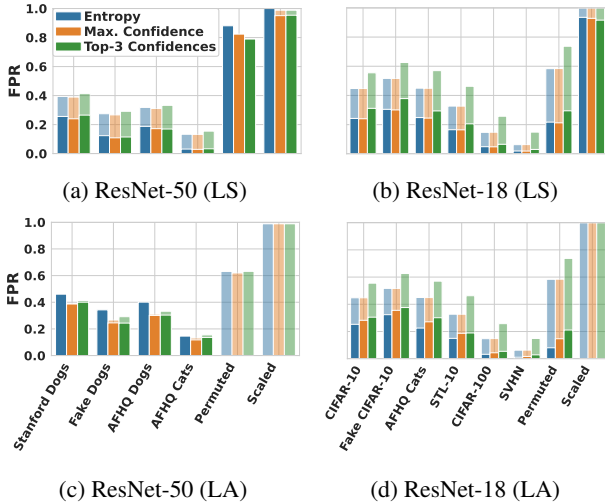 1.0
0.8
0.6
0.4
0.2
0.0
FPR
Entropy
Max. Confidence
Top-3 Confidences
(a) ResNet-50 (LS)
(b) ResNet-18 (LS)
1.0
0.8
0.6
0.4
0.2
0.0
FPR
Stanford Dogs
Fake Dogs
AFHQ Dogs
AFHQ Cats
Permuted
Scaled
CIFAR-10
Fake CIFAR-10
AFHQ Cats
STL-10
CIFAR-100
SVHN
Permuted
Scaled
(c) ResNet-50 (LA)
(d) ResNet-18 (LA)